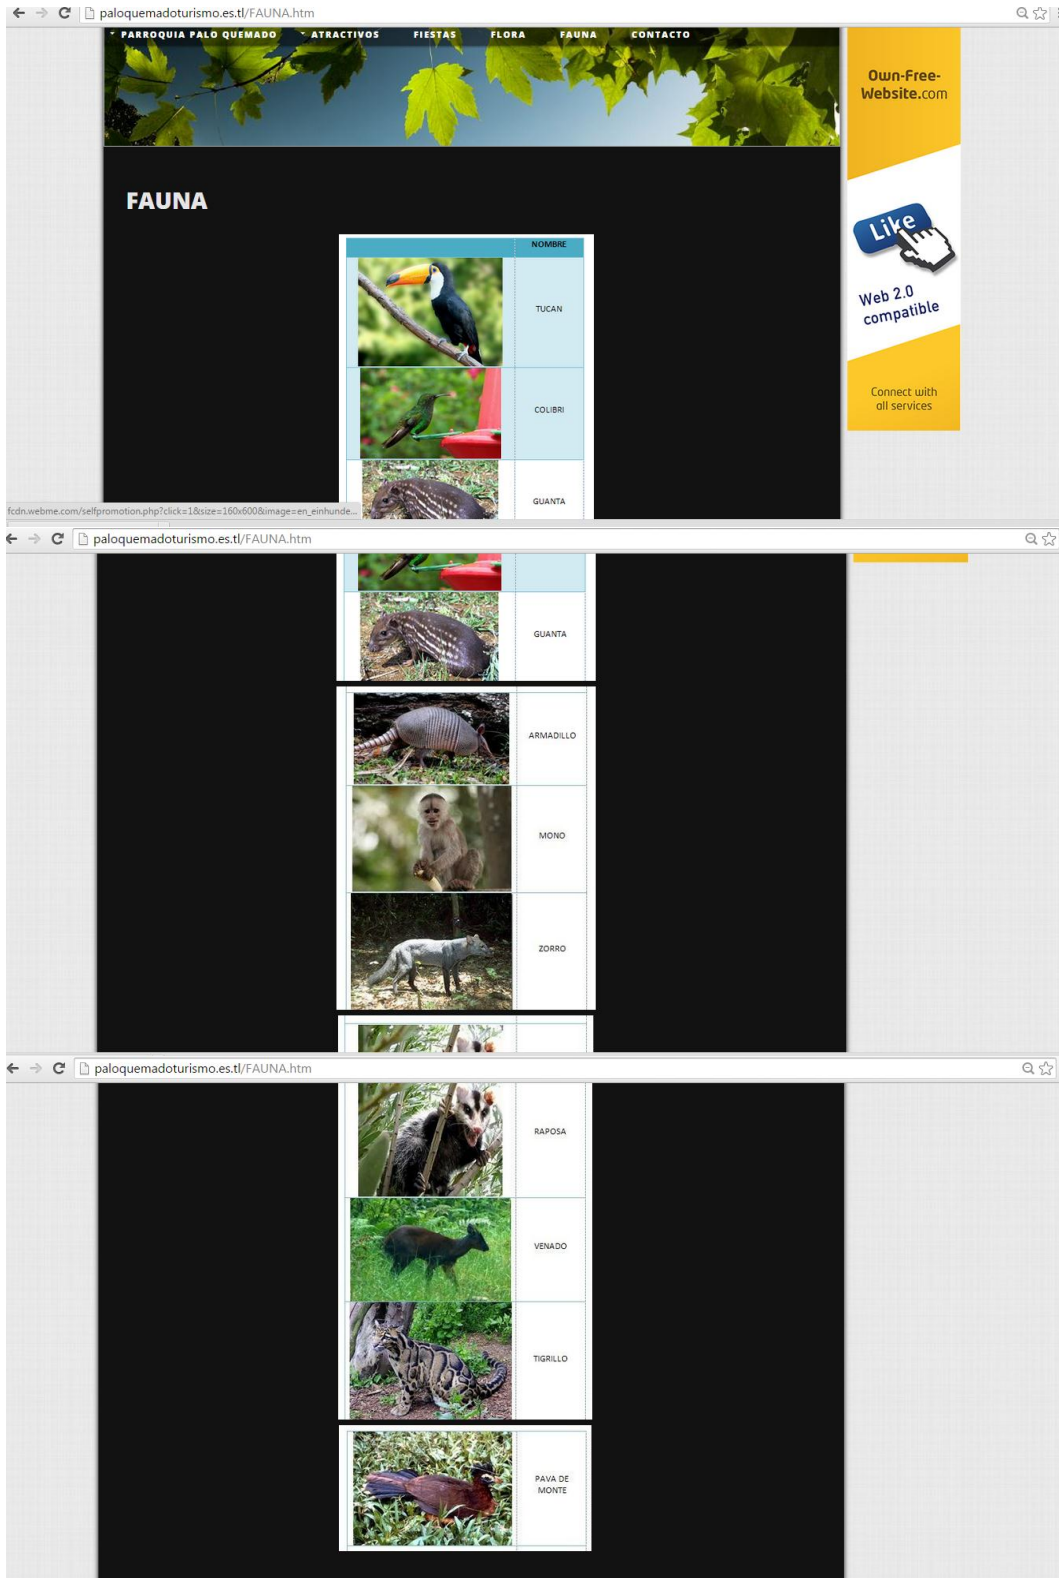 paloquemadoturismo.es.tl/FAUNA.htm
PARROQUIA PALO QUEMADO ATRACTIVOS FIESTAS FLORA FAUNA CONTACTO
Own-Free-
Website.com
FAUNA
NOMBRE
TUCAN
Like
Web 2.0
compatible
COLIBRI
Connect with
all services
GUANTA
fcdn.webme.com/selfpromotion.php?click=1&size=160x600&image=en_einhunde...
paloquemadoturismo.es.tl/FAUNA.htm
GUANTA
ARMADILLO
MONO
ZORRO
paloquemadoturismo.es.tl/FAUNA.htm
RAPOSA
VENADO
TIGRILLO
PAVA DE
MONTE